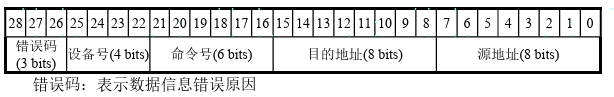 28 27 26 25 24 23 22 21 20 19 18 17 16 15 14 13 12 11 10 9 8 7 6 5 4 3 2 1 0
错误码 设备号(4 bits) 命令号(6 bits) 目的地址(8 bits) 源地址(8 bits)
(3 bits)
错误码：表示数据信息错误原因